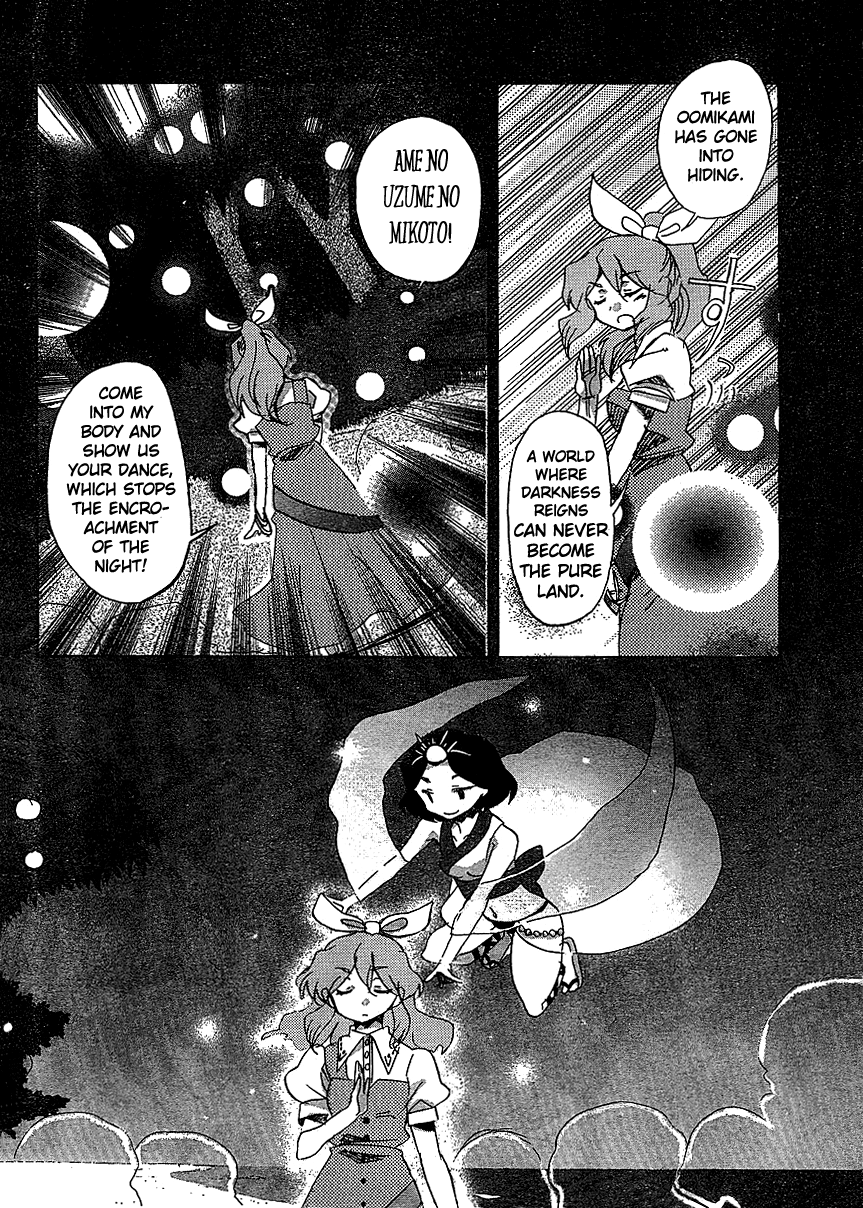 THE
OOMIKAMI
HAS GONE
INTO
HIDING.
す
A WORLD
WHERE
DARKNESS
REIGNS
CAN NEVER
BECOME
THE PURE
LAND.
AME NO
UZUME NO
MIKOTO!
COME
INTO MY
BODY AND
SHOW US
YOUR DANCE,
WHICH STOPS
THE ENCRO-
ACHMENT
OF THE
NIGHT!